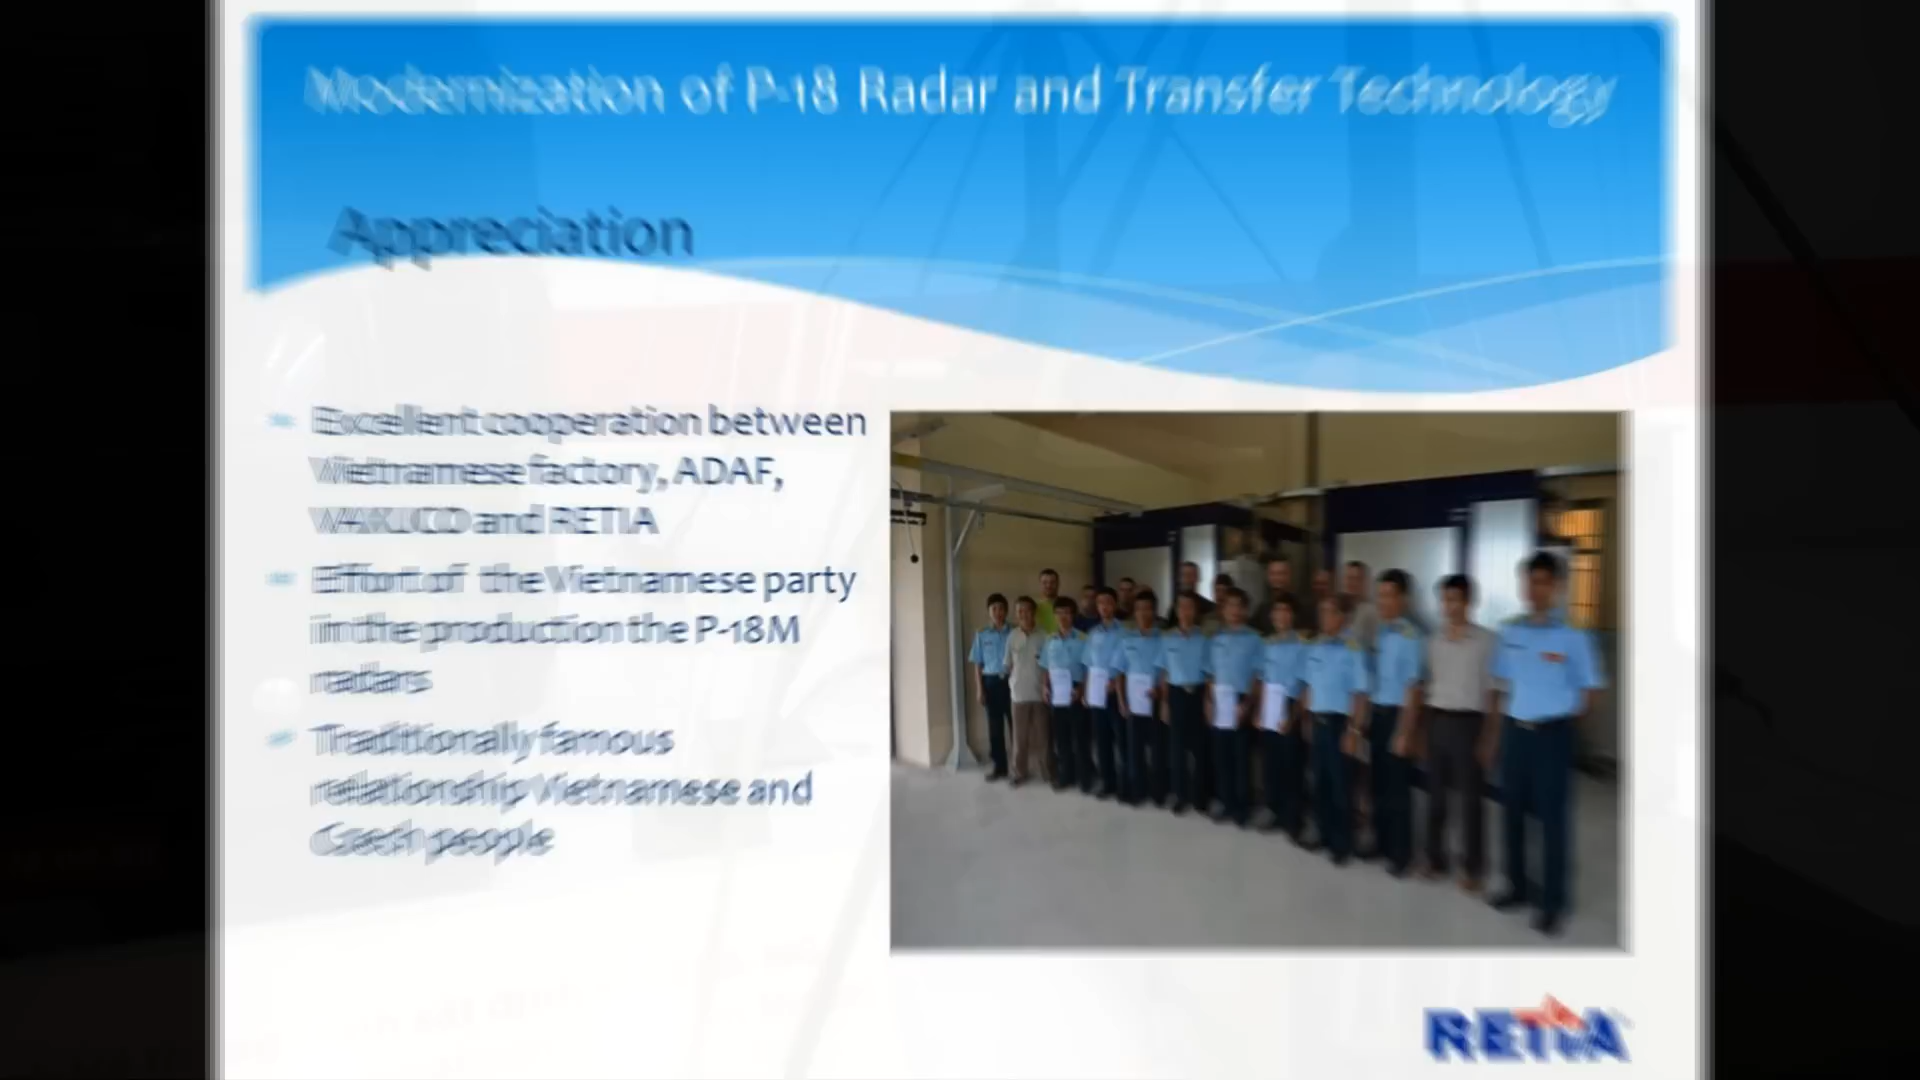 Modernization of P-18 Radar and Transfer Technology
Appreciation
Excellent cooperation between
Vietnamese factory, ADAF,
VAKUCO and RETIA
Effort of the Vietnamese party
in the production the P-18M
radars
Traditionally famous
relationship Vietnamese and
Czech people
RETIA